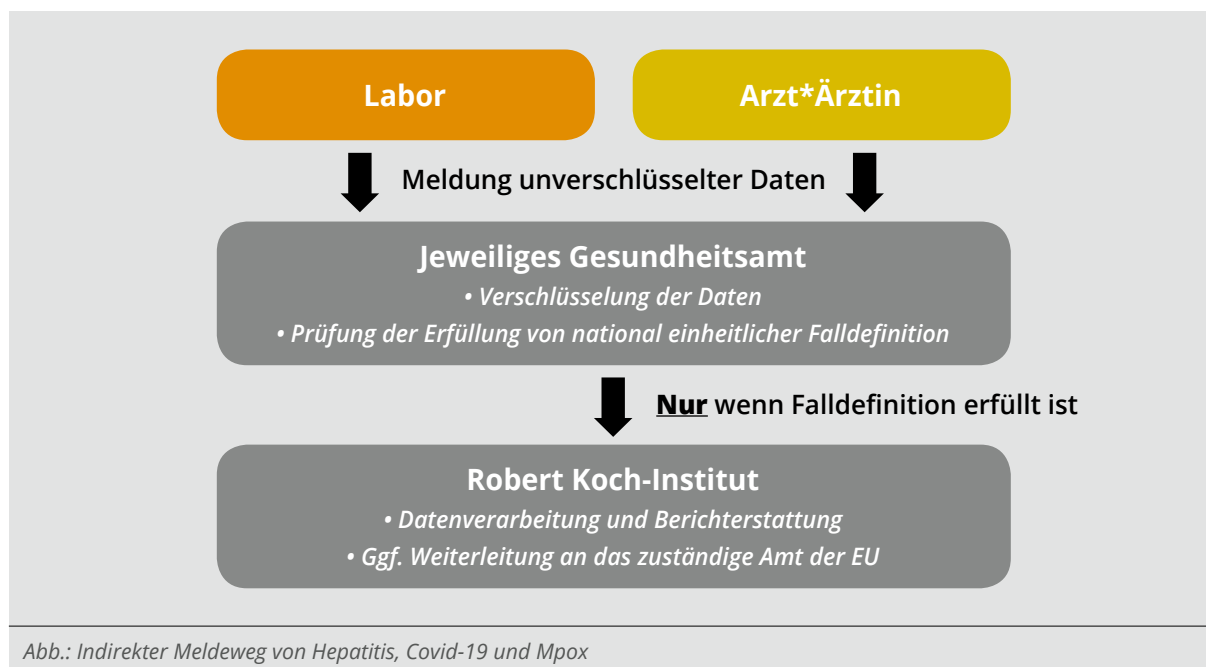 Labor
Arzt*Ärztin
Meldung unverschlüsselter Daten
Jeweiliges Gesundheitsamt
• Verschlüsselung der Daten
• Prüfung der Erfüllung von national einheitlicher Falldefinition
Nur wenn Falldefinition erfüllt ist
Robert Koch-Institut
• Datenverarbeitung und Berichterstattung
• Ggf. Weiterleitung an das zuständige Amt der EU
Abb.: Indirekter Meldeweg von Hepatitis, Covid-19 und Mpox